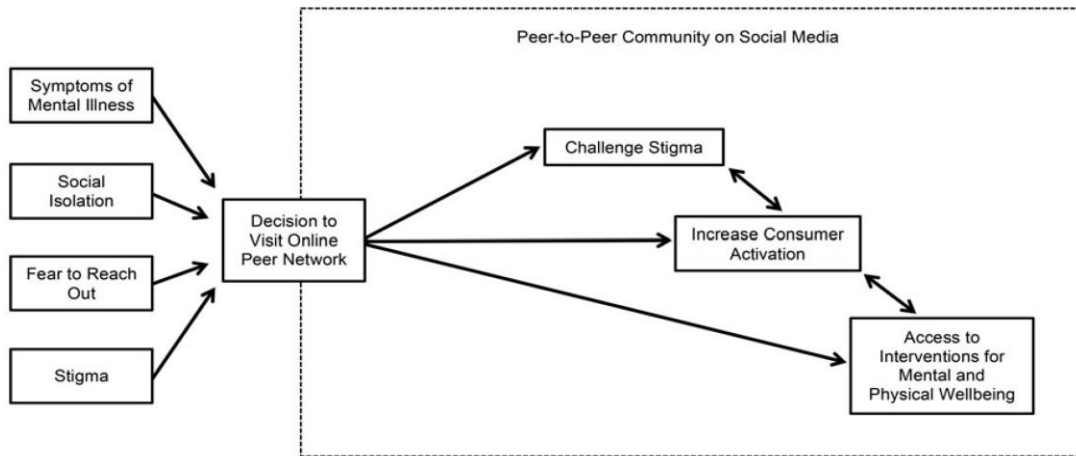 Peer-to-Peer Community on Social Media
Symptoms of
Mental Illness
Social
Isolation
Fear to Reach
Out
Stigma
Decision to
Visit Online
Peer Network
Challenge Stigma
Increase Consumer
Activation
Access to
Interventions for
Mental and
Physical Wellbeing